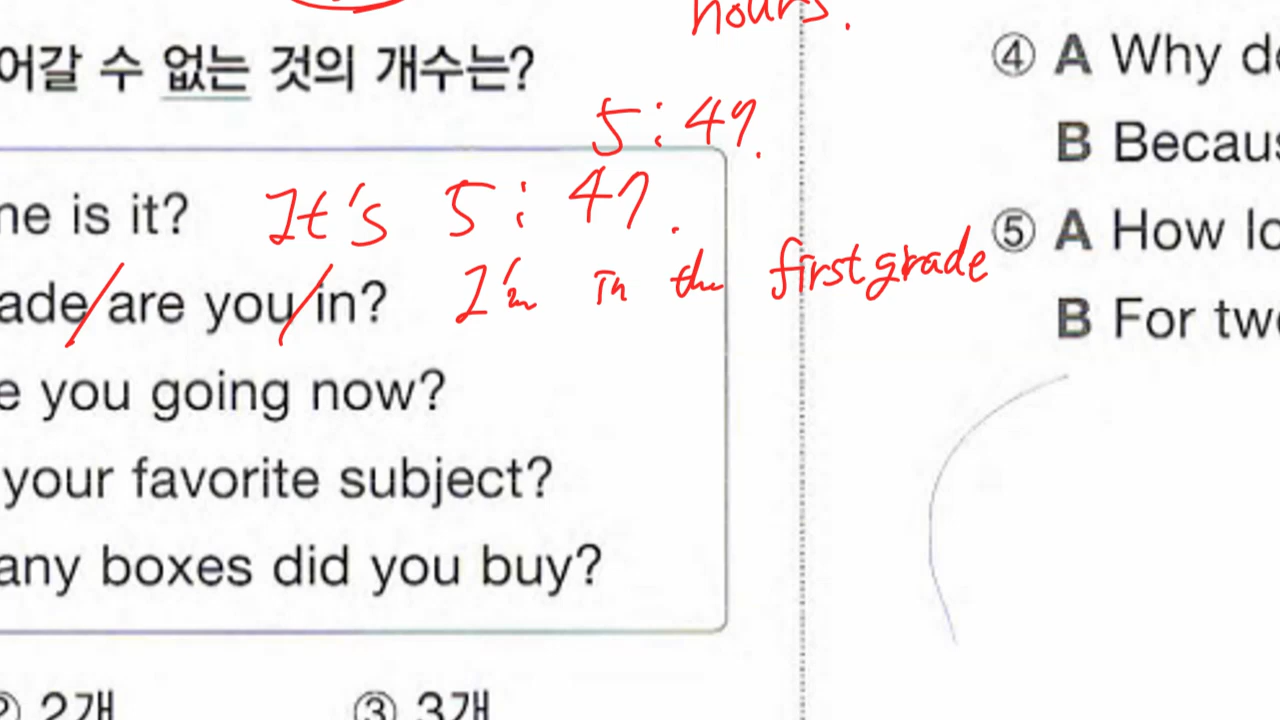 hours.
어갈 수 없는 것의 개수는?
5:47.
ne is it? It's 5:47.
ade/are you/in? I'm in the first grade
e you going now?
your favorite subject?
any boxes did you buy?
② 2개 ③ 3개
④ A Why do
B Becaus
⑤ A How lo
B For two